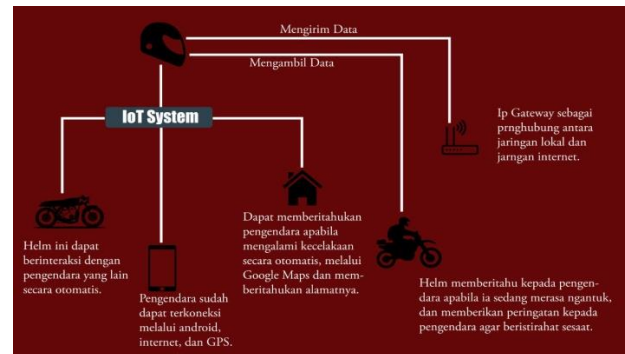 Mengirim Data
Mengambil Data
IoT System
Ip Gateway sebagai
prnghubung antara
jaringan lokal dan
jarngan internet.
Helm ini dapat
berinteraksi dengan
pengendara yang lain
secara otomatis.
Pengendara sudah
dapat terkoneksi
melalui android,
internet, dan GPS.
Dapat memberitahukan
pengendara apabila
mengalami kecelakaan
secara otomatis, melalui
Google Maps dan mem-
beritahukan alamatnya.
Helm memberitahu kepada pengen-
dara apabila ia sedang merasa ngantuk,
dan memberikan peringatan kepada
pengendara agar beristirahat sesaat.